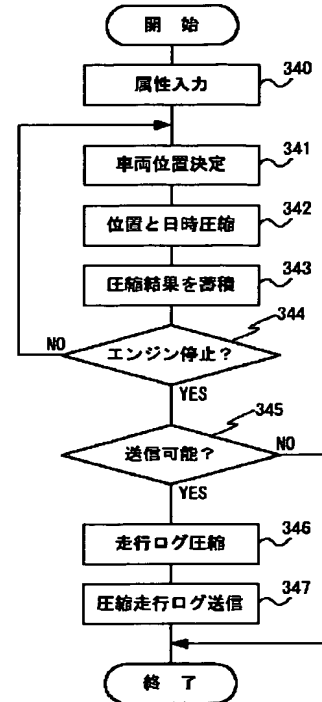 開 始
340
属性入力
341
車両位置決定
342
位置と日時圧縮
343
圧縮結果を蓄積
344
エンジン停止？
NO
YES
345
送信可能？
NO
YES
346
走行ログ圧縮
347
圧縮走行ログ送信
終 了